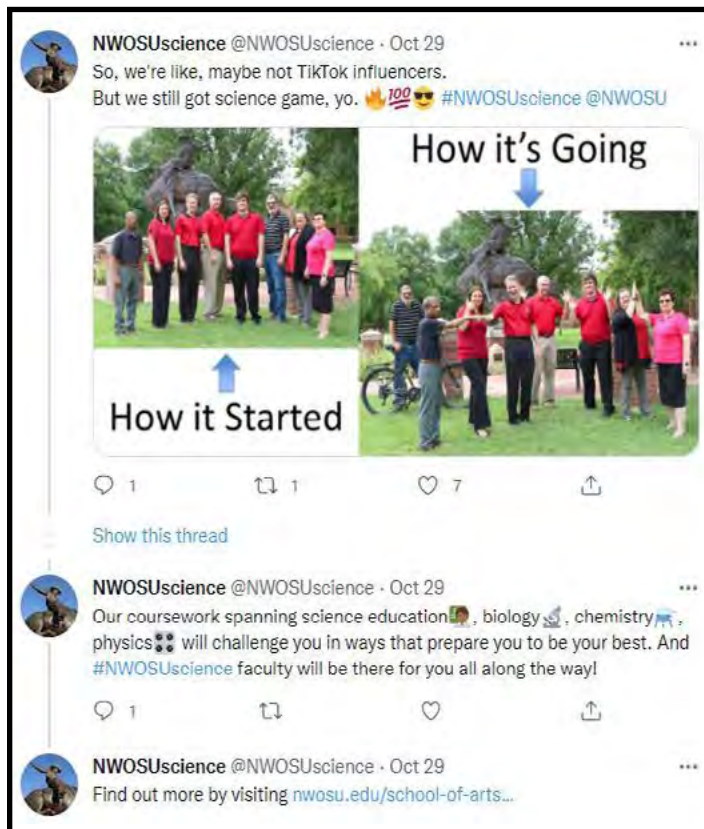 NWOSUscience @NWOSUscience · Oct 29
So, we're like, maybe not TikTok influencers.
But we still got science game, yo. 🔥💯😎 #NWOSUscience @NWOSU
How it's Going
How it Started
1 1 7
Show this thread
NWOSUscience @NWOSUscience · Oct 29
Our coursework spanning science education, biology🔬, chemistry, physics🎛 will challenge you in ways that prepare you to be your best. And
#NWOSUscience faculty will be there for you all along the way!
1
NWOSUscience @NWOSUscience · Oct 29
Find out more by visiting nwosu.edu/school-of-arts...